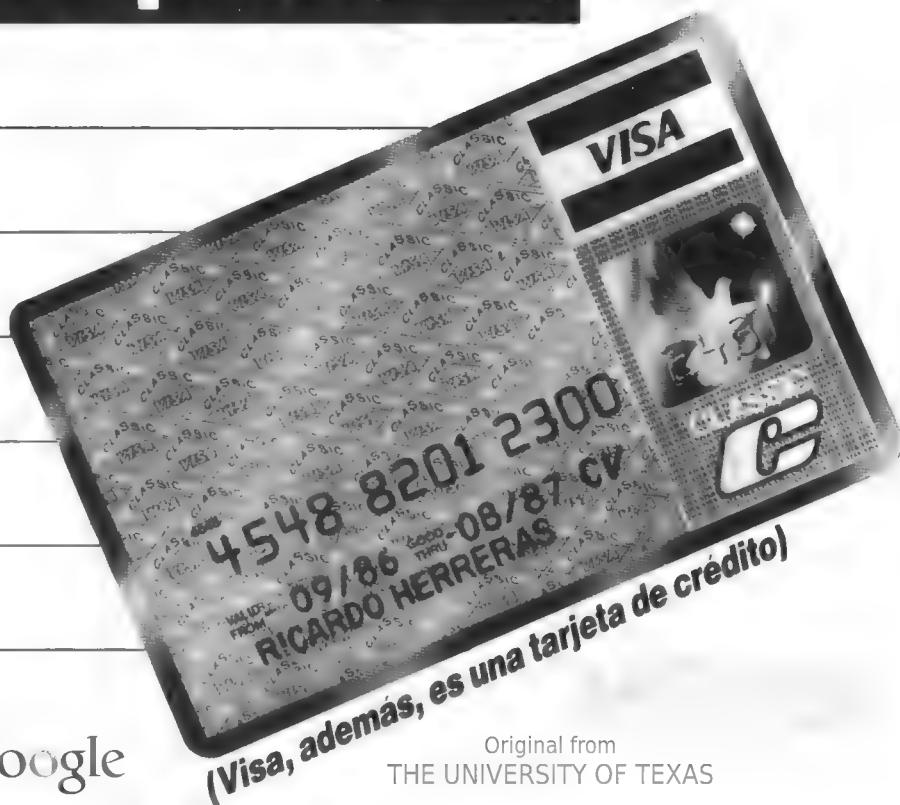 VISA
CLASSIC
4548 8201 2300
VALID FROM 09/86 GOOD THRU 08/87 CV
RICARDO HERRERAS
(Visa, además, es una tarjeta de crédito)
oogle
Original from
THE UNIVERSITY OF TEXAS